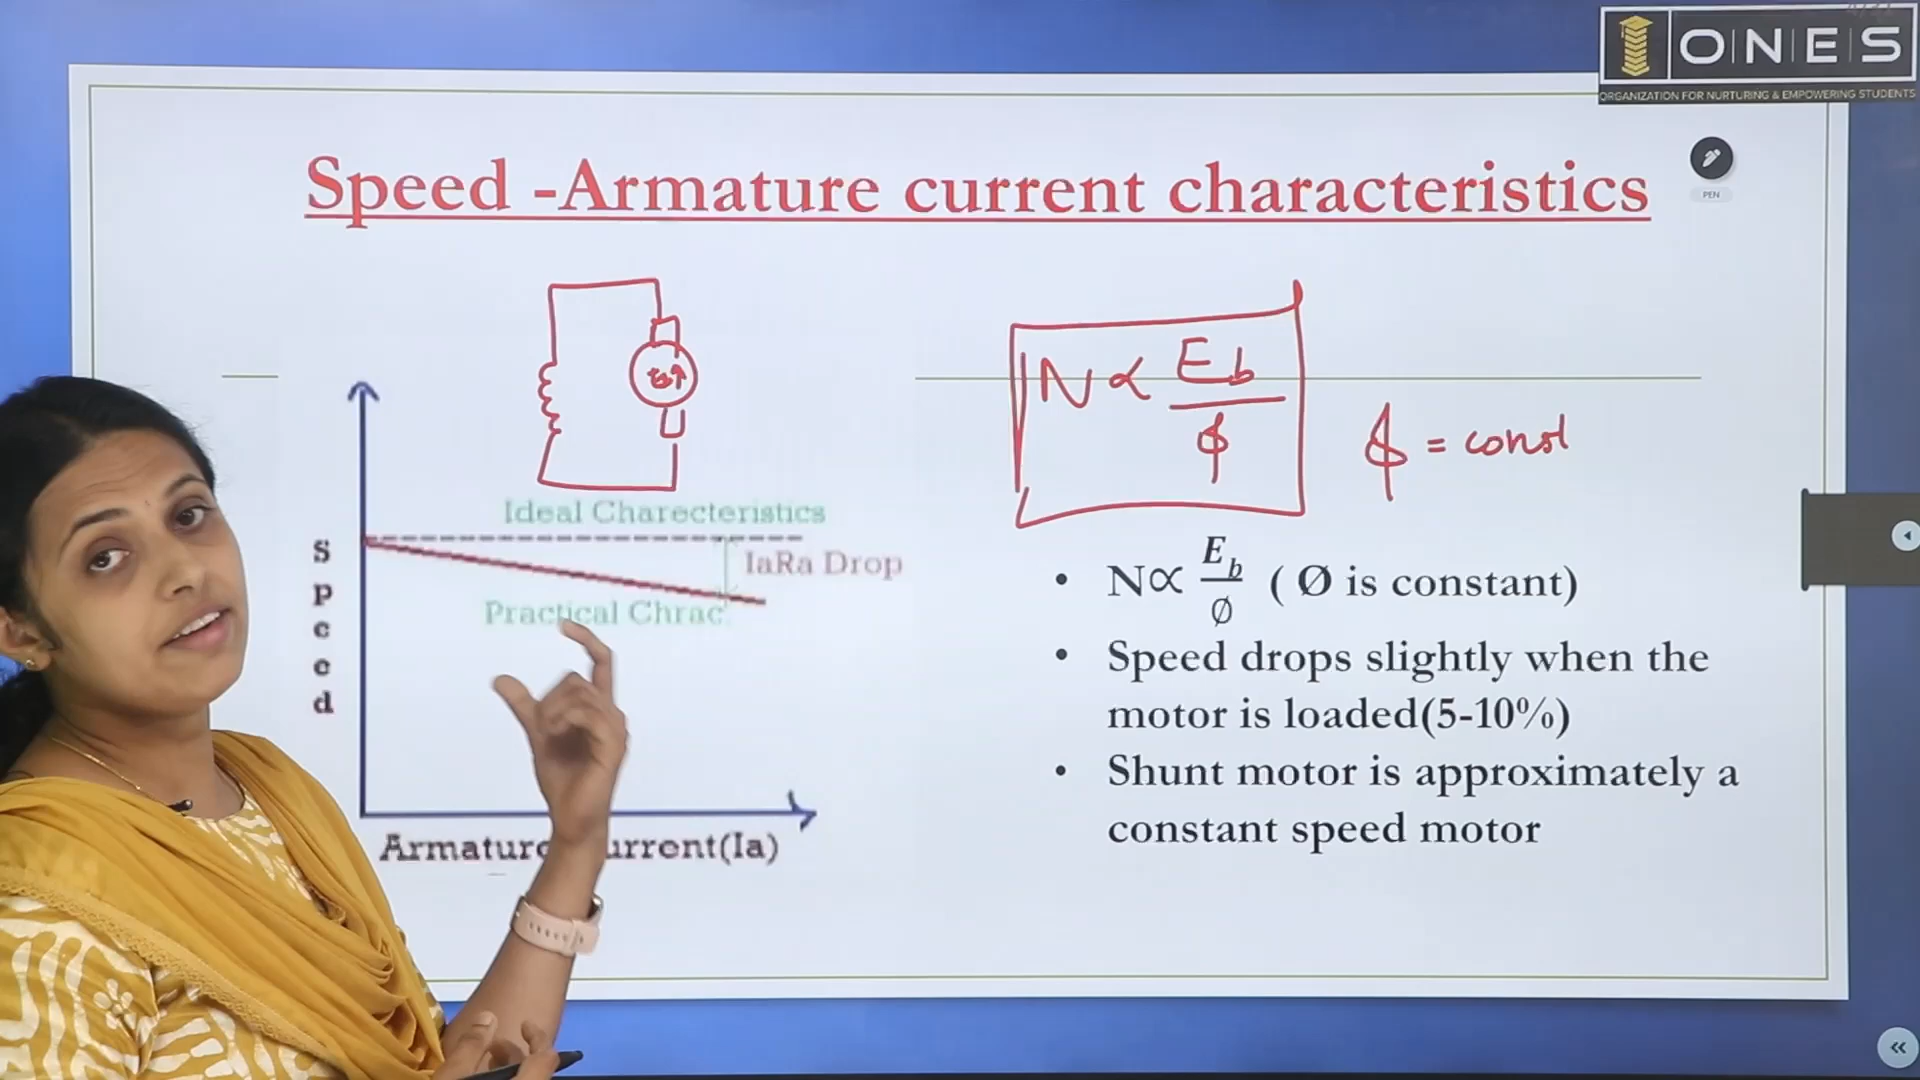 ONES
ORGANIZATION FOR NURTURING & EMPOWERING STUDENTS
Speed -Armature current characteristics
PEN
N ∝ Eb/ϕ
ϕ = const
Ideal Charecteristics
IaRa Drop
Practical Chrac.
Speed
Armature Current(Ia)
• N∝ Eb/Ø ( Ø is constant)
• Speed drops slightly when the
motor is loaded(5-10%)
• Shunt motor is approximately a
constant speed motor